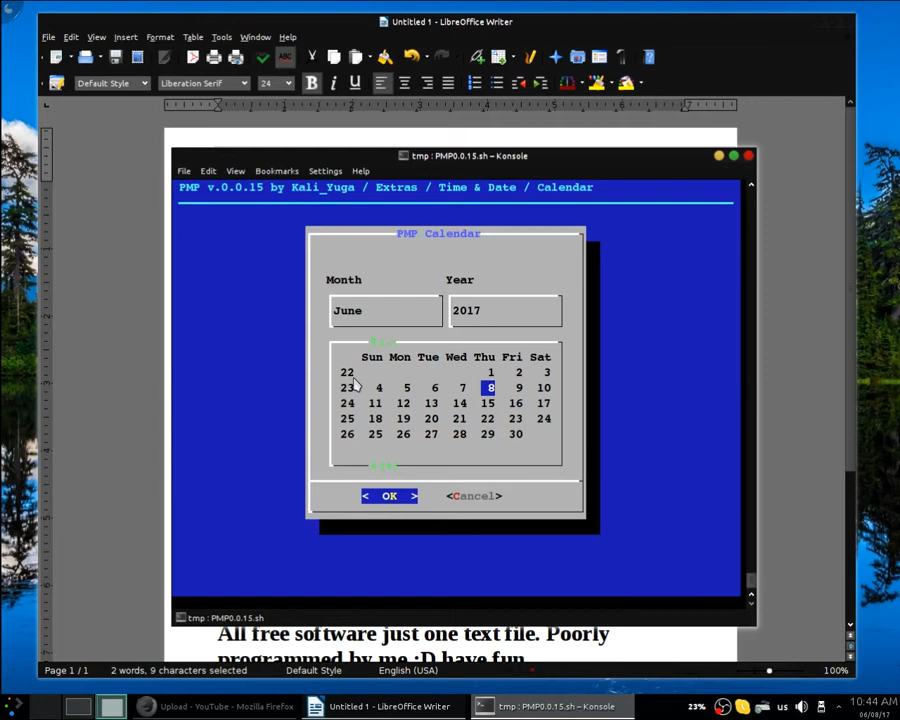 Untitled 1 - LibreOffice Writer
File Edit View Insert Format Table Tools Window Help
Default Style Liberation Serif 24
tmp : PMP0.0.15.sh – Konsole
File Edit View Bookmarks Settings Help
PMP v.0.0.15 by Kali_Yuga / Extras / Time & Date / Calendar
PMP Calendar
Month Year
June 2017
Sun Mon Tue Wed Thu Fri Sat
22 1 2 3
23 4 5 6 7 8 9 10
24 11 12 13 14 15 16 17
25 18 19 20 21 22 23 24
26 25 26 27 28 29 30
< OK > <Cancel>
tmp : PMP0.0.15.sh
All free software just one text file. Poorly
programmed by me :D have fun
Page 1 / 1 2 words, 9 characters selected Default Style English (USA) 100%
Upload - YouTube - Mozilla Firefox Untitled 1 - LibreOffice Writer tmp : PMP0.0.15.sh – Konsole 23% us 10:44 AM
06/08/17